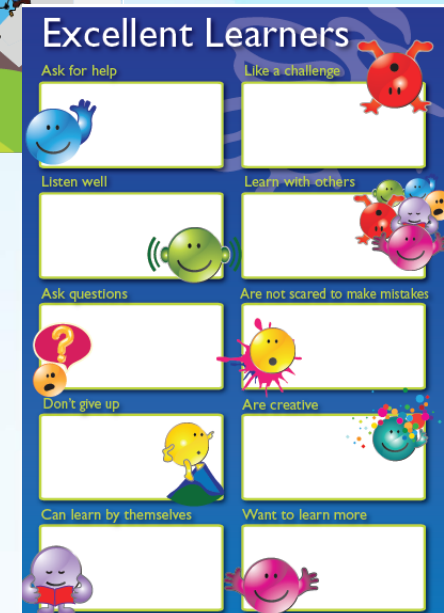 Excellent Learners
Ask for help
Like a challenge
Listen well
Learn with others
Ask questions
Are not scared to make mistakes
?
Don't give up
Are creative
Can learn by themselves
Want to learn more